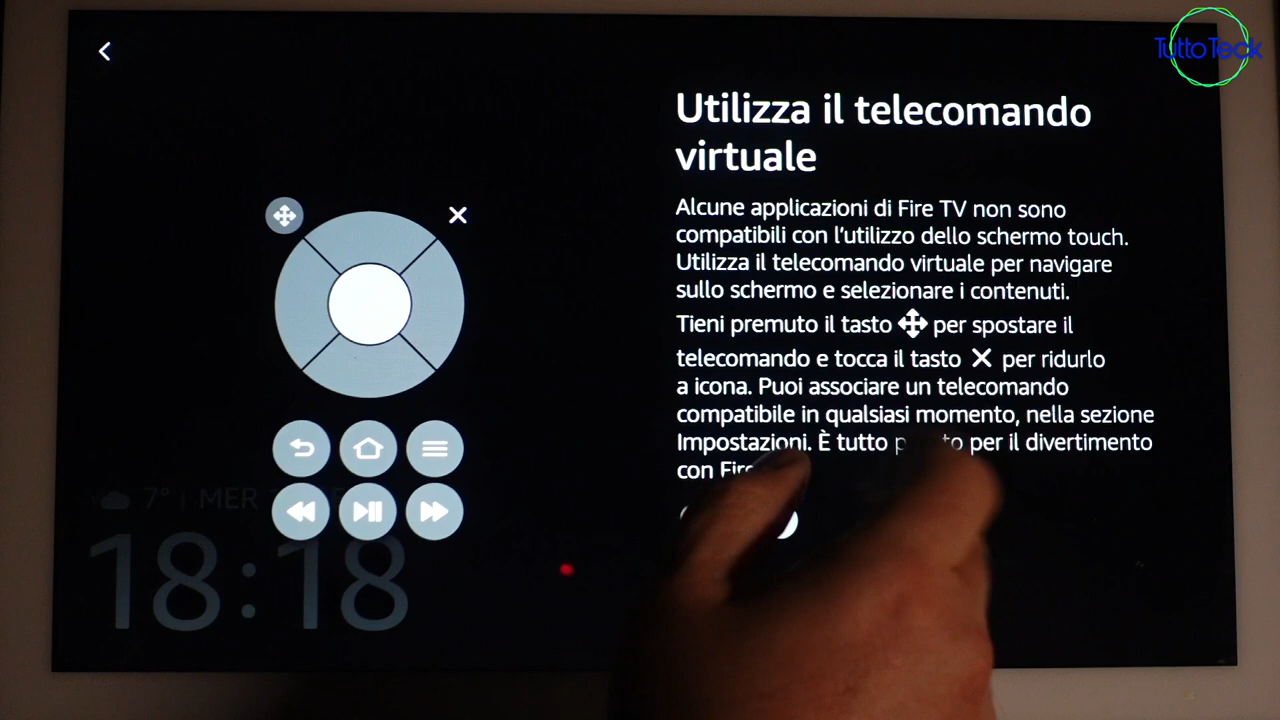 TuttoTeck
Utilizza il telecomando
virtuale
Alcune applicazioni di Fire TV non sono
compatibili con l'utilizzo dello schermo touch.
Utilizza il telecomando virtuale per navigare
sullo schermo e selezionare i contenuti.
Tieni premuto il tasto per spostare il
telecomando e tocca il tasto per ridurlo
a icona. Puoi associare un telecomando
compatibile in qualsiasi momento, nella sezione
Impostazioni. È tutto per il divertimento
con
7° | MER
18:18